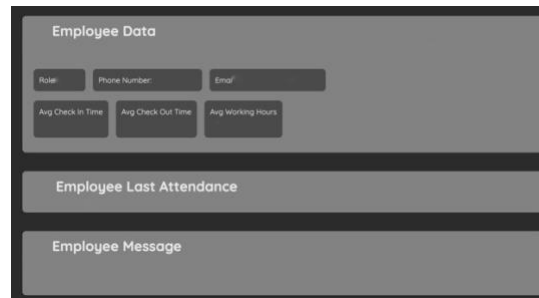 Employee Data
Role: Phone Number: Email
Avg Check In Time Avg Check Out Time Avg Working Hours
Employee Last Attendance
Employee Message